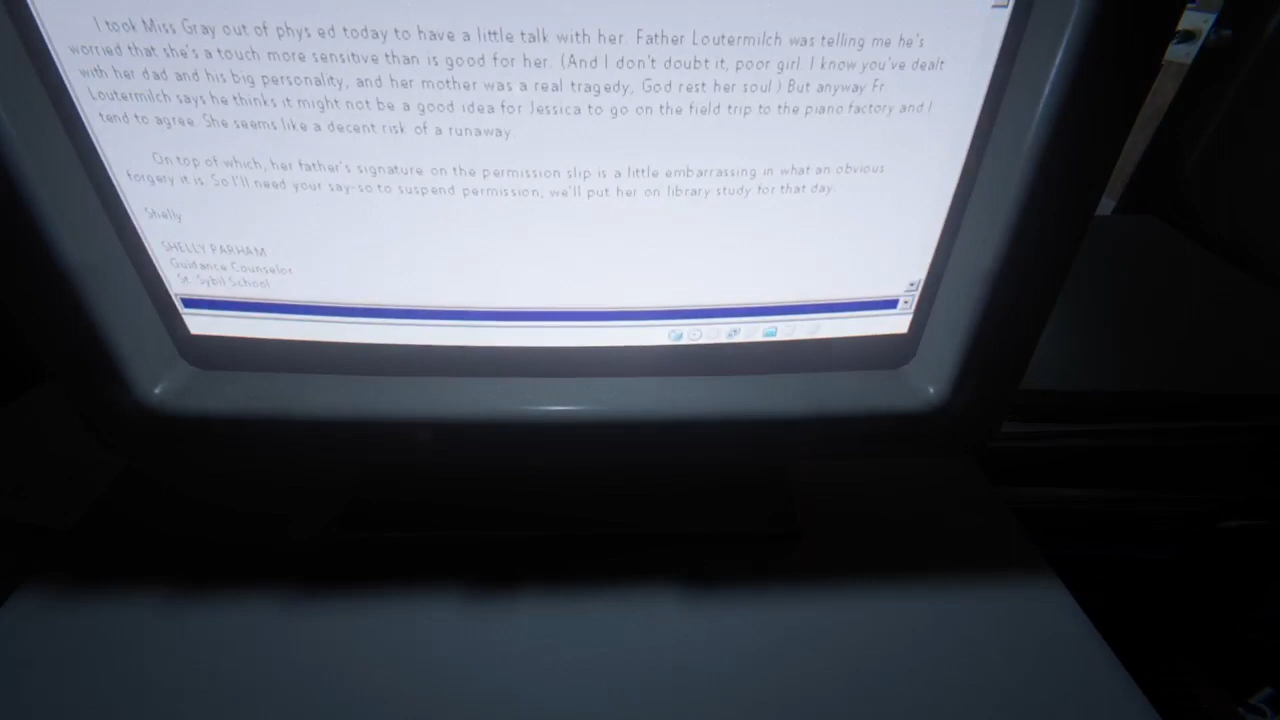 I took Miss Gray out of phys ed today to have a little talk with her. Father Loutermilch was telling me he's
worried that she's a touch more sensitive than is good for her. (And I don't doubt it, poor girl. I know you've dealt
with her dad and his big personality, and her mother was a real tragedy, God rest her soul.) But anyway Fr.
Loutermilch says he thinks it might not be a good idea for Jessica to go on the field trip to the piano factory and I
tend to agree. She seems like a decent risk of a runaway.
On top of which, her father's signature on the permission slip is a little embarrassing in what an obvious
forgery it is. So I'll need your say-so to suspend permission, we'll put her on library study for that day.
Shelly
SHELLY PARHAM
Guidance Counselor
St. Sybil School